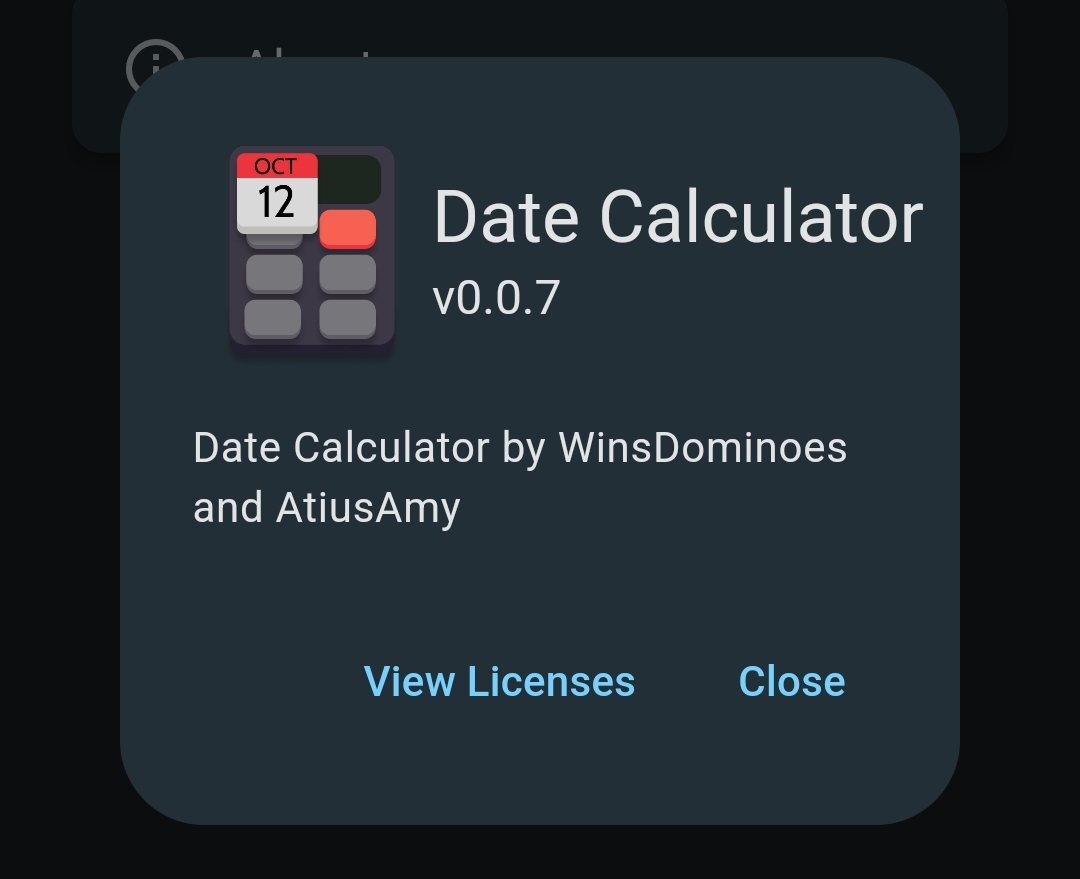 OCT
12
Date Calculator
v0.0.7
Date Calculator by WinsDominoes
and AtiusAmy
View Licenses
Close